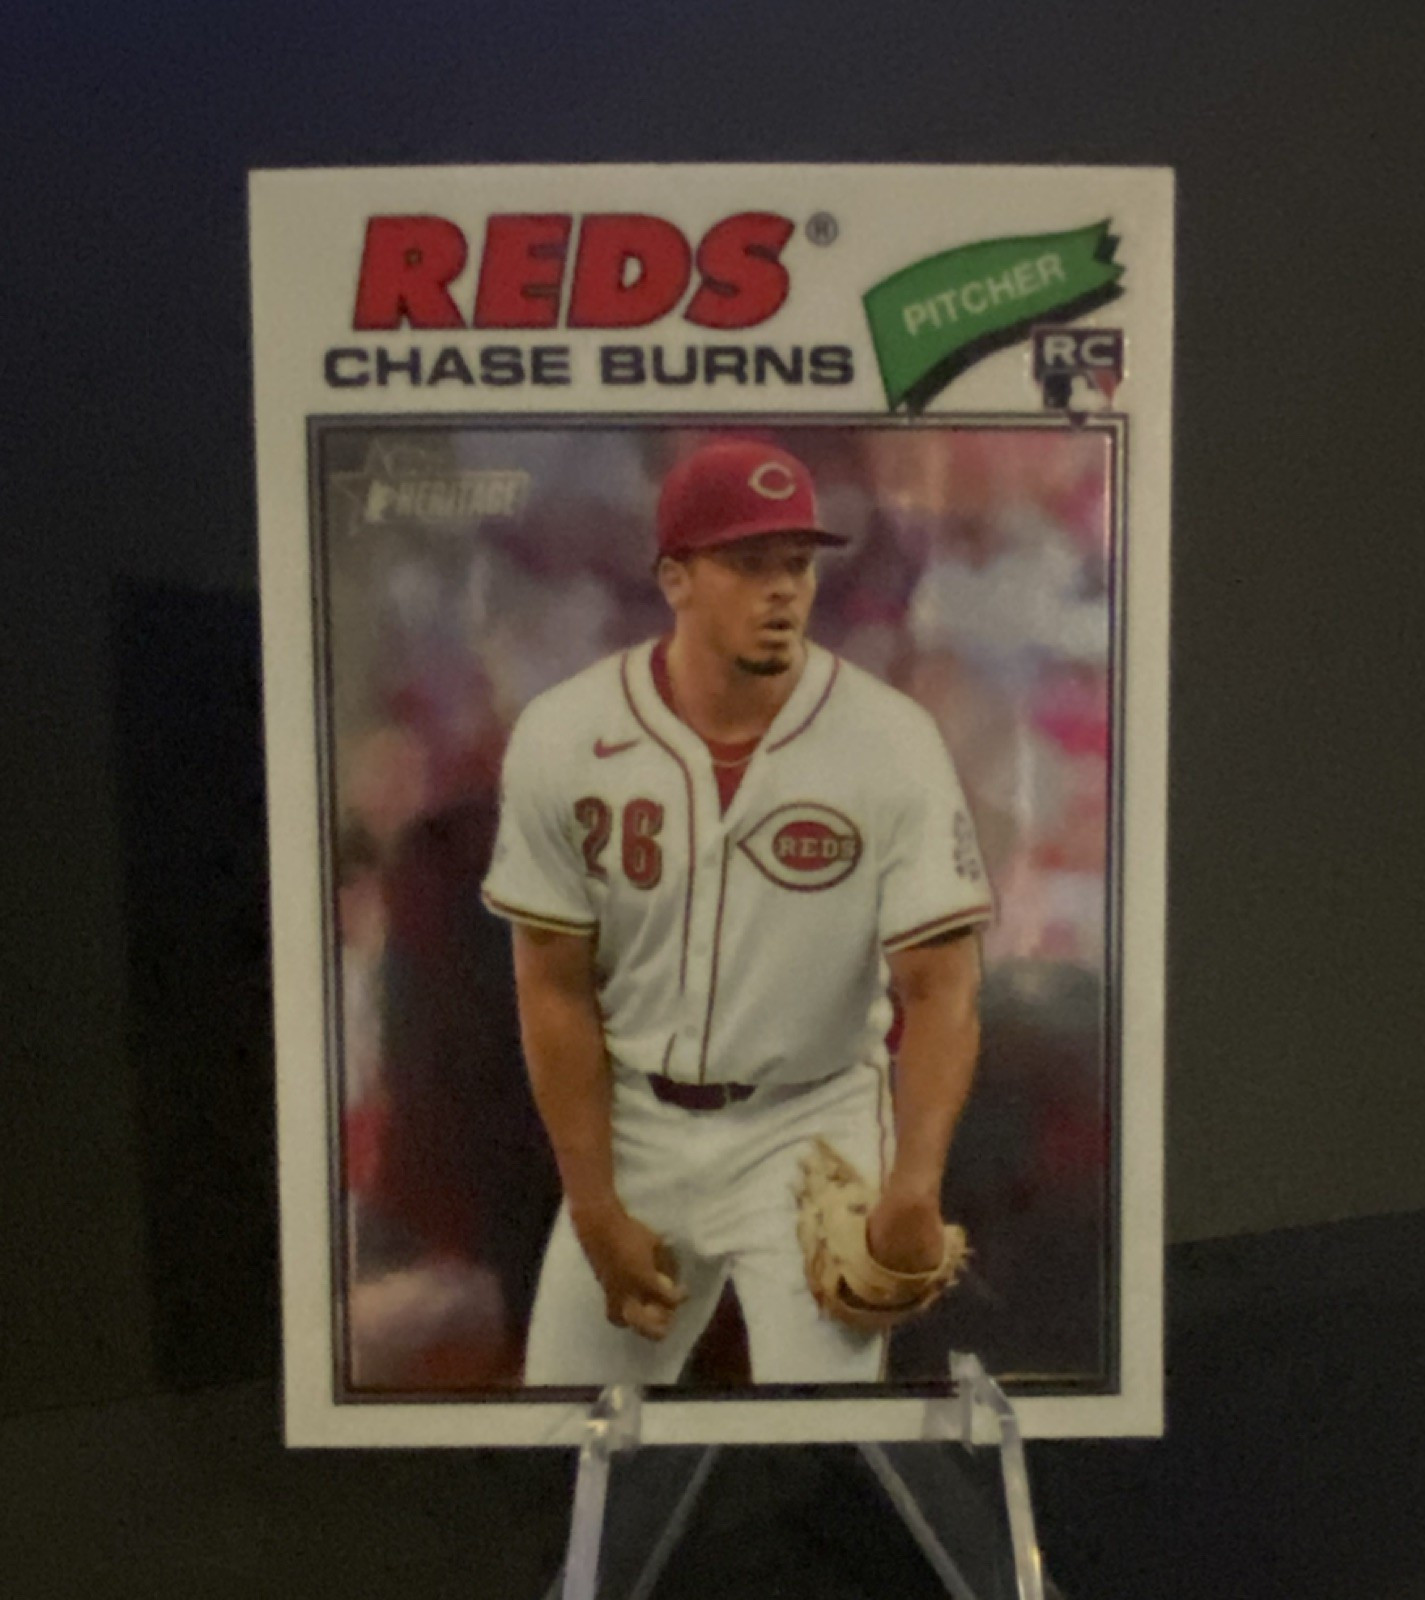 REDS®
CHASE BURNS
PITCHER
RC
HERITAGE
26
REDS